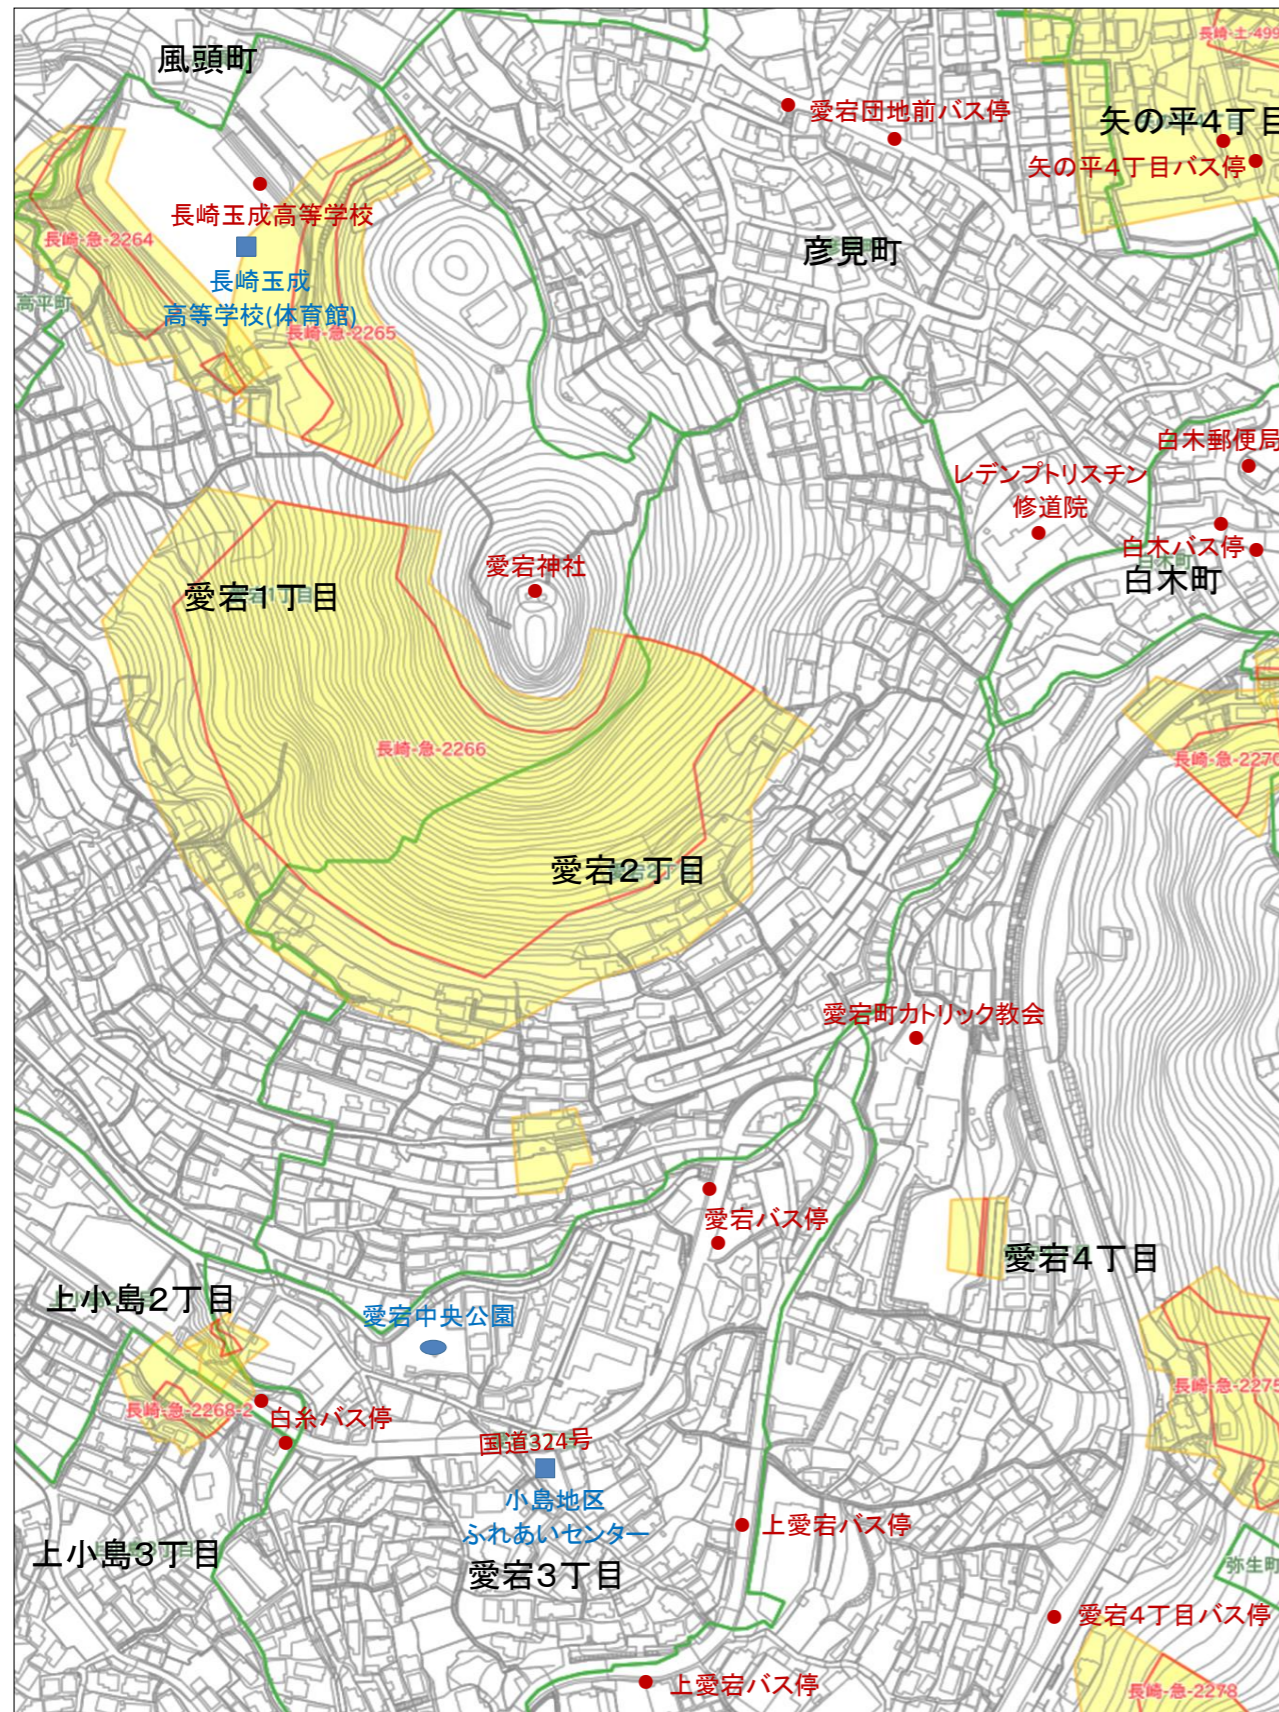 風頭町
長崎-土-499
愛宕団地前バス停
矢の平4丁目
矢の平4丁目バス停
長崎玉成高等学校
長崎-急-2264
彦見町
長崎玉成
高等学校(体育館)
高平町
長崎-急-2265
白木郵便局
レデンプトリスチン
修道院
白木バス停
白木町
白木町
愛宕神社
愛宕1丁目
長崎-急-2266
長崎-急-2270
愛宕2丁目
愛宕町カトリック教会
愛宕バス停
愛宕4丁目
上小島2丁目
愛宕中央公園
長崎-急-2275
長崎-急-2268-2
白糸バス停
国道324号
小島地区
ふれあいセンター
上愛宕バス停
上小島3丁目
愛宕3丁目
弥生町
愛宕4丁目バス停
上愛宕バス停
長崎-急-2278